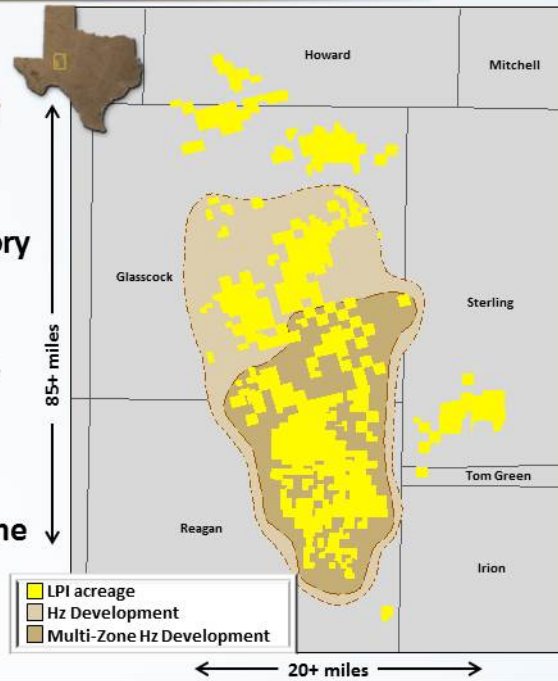 Howard
Mitchell
ory
Glasscock
Sterling
85+ miles
Tom Green
Reagan
ne
Irion
LPI acreage
Hz Development
Multi-Zone Hz Development
20+ miles